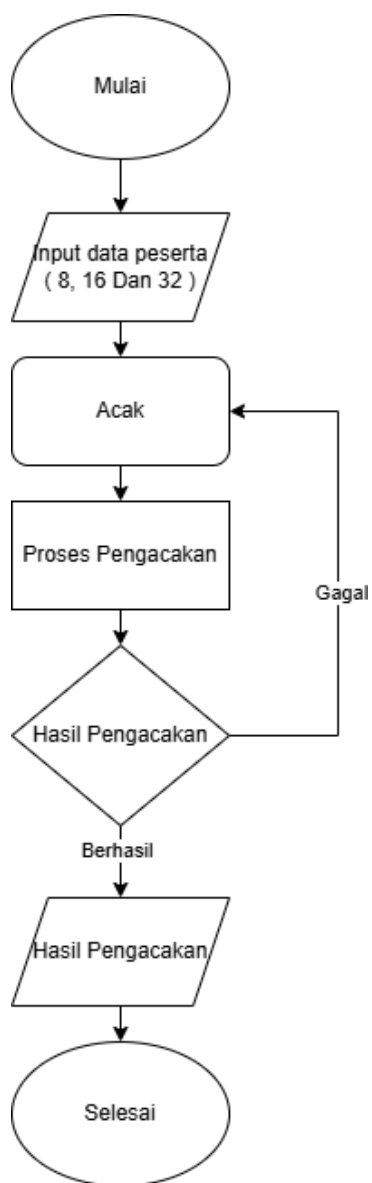 Mulai
Input data peserta
( 8, 16 Dan 32 )
Acak
Proses Pengacakan
Gagal
Hasil Pengacakan
Berhasil
Hasil Pengacakan
Selesai